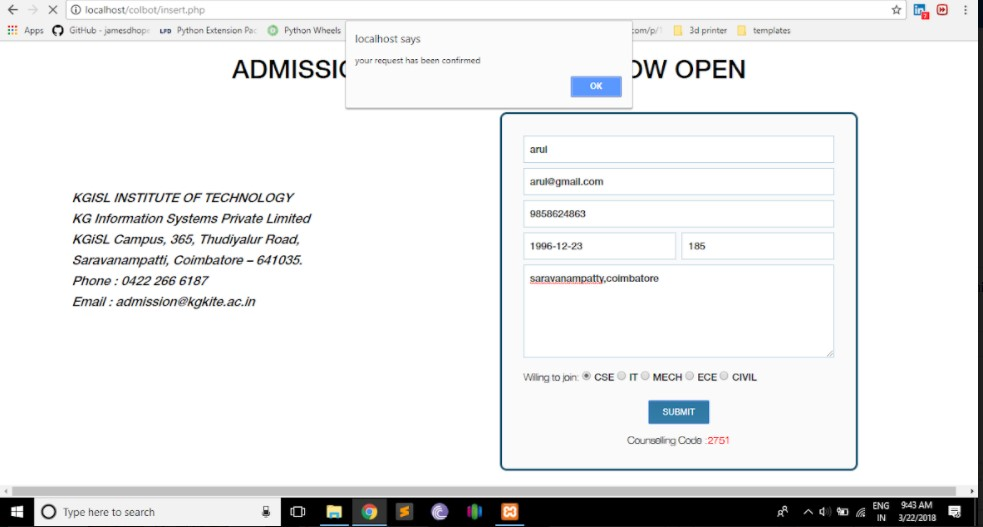 localhost/colbot/insert.php
Apps GitHub - jamesdhope LFD Python Extension Pac Python Wheels .com/p/1 3d printer templates
localhost says
your request has been confirmed
OK
ADMISSIO OW OPEN
arul
arul@gmail.com
9858624863
1996-12-23 185
saravanampatty,coimbatore
KGISL INSTITUTE OF TECHNOLOGY
KG Information Systems Private Limited
KGiSL Campus, 365, Thudiyalur Road,
Saravanampatti, Coimbatore – 641035.
Phone : 0422 266 6187
Email : admission@kgkite.ac.in
Wiling to join: CSE IT MECH ECE CIVIL
SUBMIT
Counselling Code :2751
Type here to search
ENG 9:43 AM
IN 3/22/2018